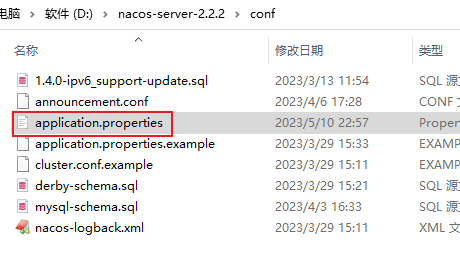 电脑 > 软件 (D:) > nacos-server-2.2.2 > conf
名称 修改日期 类型
1.4.0-ipv6_support-update.sql 2023/3/13 11:54 SQL 源
announcement.conf 2023/4/6 17:28 CONF
application.properties 2023/5/10 22:57 Prope
application.properties.example 2023/3/29 15:33 EXAM
cluster.conf.example 2023/3/29 15:11 EXAM
derby-schema.sql 2023/3/29 15:21 SQL 源
mysql-schema.sql 2023/4/3 16:33 SQL 源
nacos-logback.xml 2023/3/29 15:11 XML 文